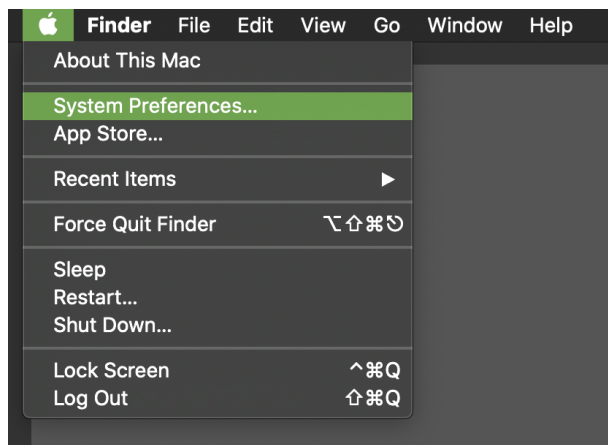 Finder File Edit View Go Window Help
About This Mac
System Preferences...
App Store...
Recent Items ▶
Force Quit Finder ⌥⇧⌘⎋
Sleep
Restart...
Shut Down...
Lock Screen ^⌘Q
Log Out ⇧⌘Q